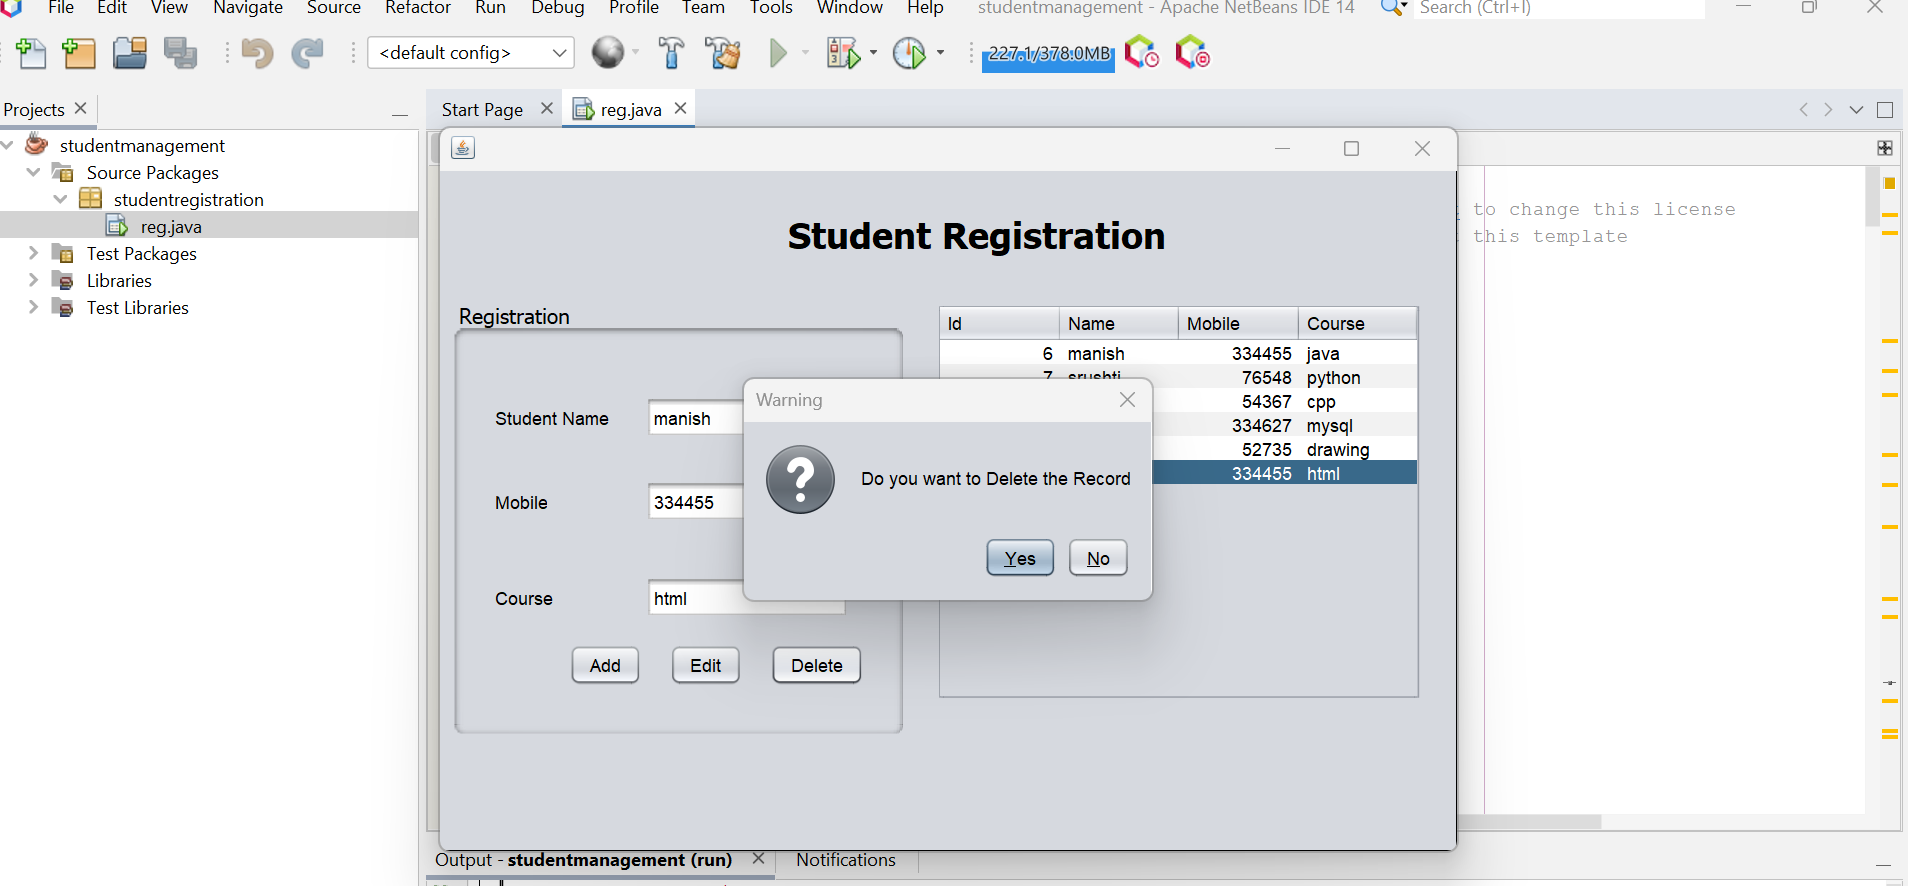 File Edit View Navigate Source Refactor Run Debug Profile Team Tools Window Help studentmanagement - Apache NetBeans IDE 14 Search (Ctrl+I)
<default config> 227.1/378.0MB
Projects
Start Page reg.java
studentmanagement
Source Packages
studentregistration
reg.java
Test Packages
Libraries
Test Libraries
to change this license
this template
Student Registration
Registration
Id Name Mobile Course
6 manish 334455 java
7 srushti 76548 python
54367 cpp
334627 mysql
52735 drawing
334455 html
Student Name manish
Mobile 334455
Course html
Add Edit Delete
Warning
Do you want to Delete the Record
Yes No
Output - studentmanagement (run) Notifications